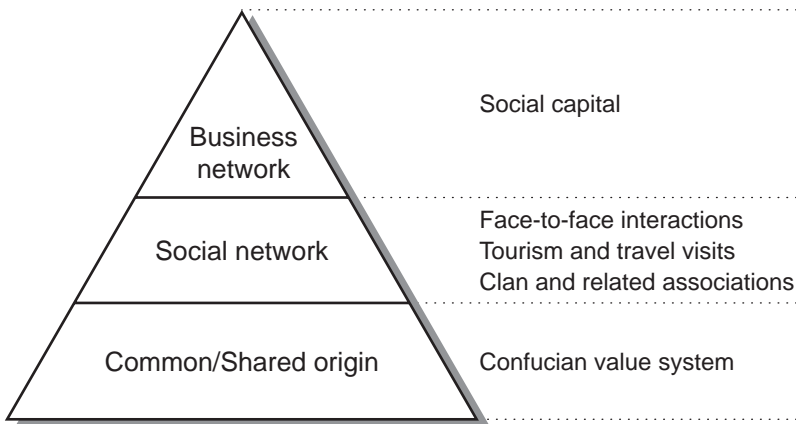 Social capital
Business
network
Face-to-face interactions
Social network
Tourism and travel visits
Clan and related associations
Common/Shared origin
Confucian value system